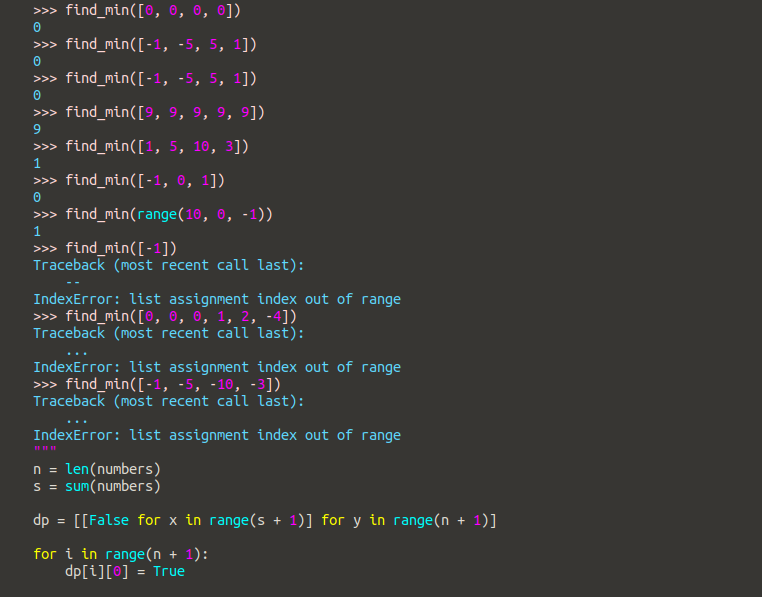 >>> find_min([0, 0, 0, 0])
0
>>> find_min([-1, -5, 5, 1])
0
>>> find_min([-1, -5, 5, 1])
0
>>> find_min([9, 9, 9, 9, 9])
9
>>> find_min([1, 5, 10, 3])
1
>>> find_min([-1, 0, 1])
0
>>> find_min(range(10, 0, -1))
1
>>> find_min([-1])
Traceback (most recent call last):
    --
IndexError: list assignment index out of range
>>> find_min([0, 0, 0, 1, 2, -4])
Traceback (most recent call last):
    ...
IndexError: list assignment index out of range
>>> find_min([-1, -5, -10, -3])
Traceback (most recent call last):
    ...
IndexError: list assignment index out of range
"""
n = len(numbers)
s = sum(numbers)

dp = [[False for x in range(s + 1)] for y in range(n + 1)]

for i in range(n + 1):
    dp[i][0] = True